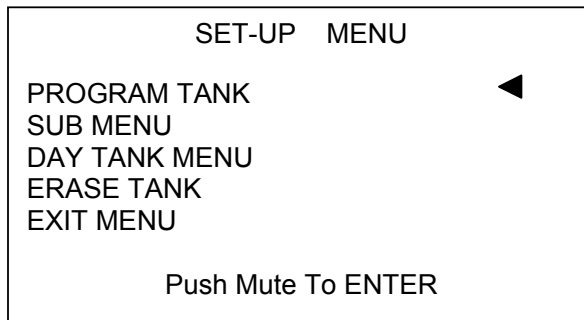 SET-UP MENU
PROGRAM TANK
SUB MENU
DAY TANK MENU
ERASE TANK
EXIT MENU
Push Mute To ENTER